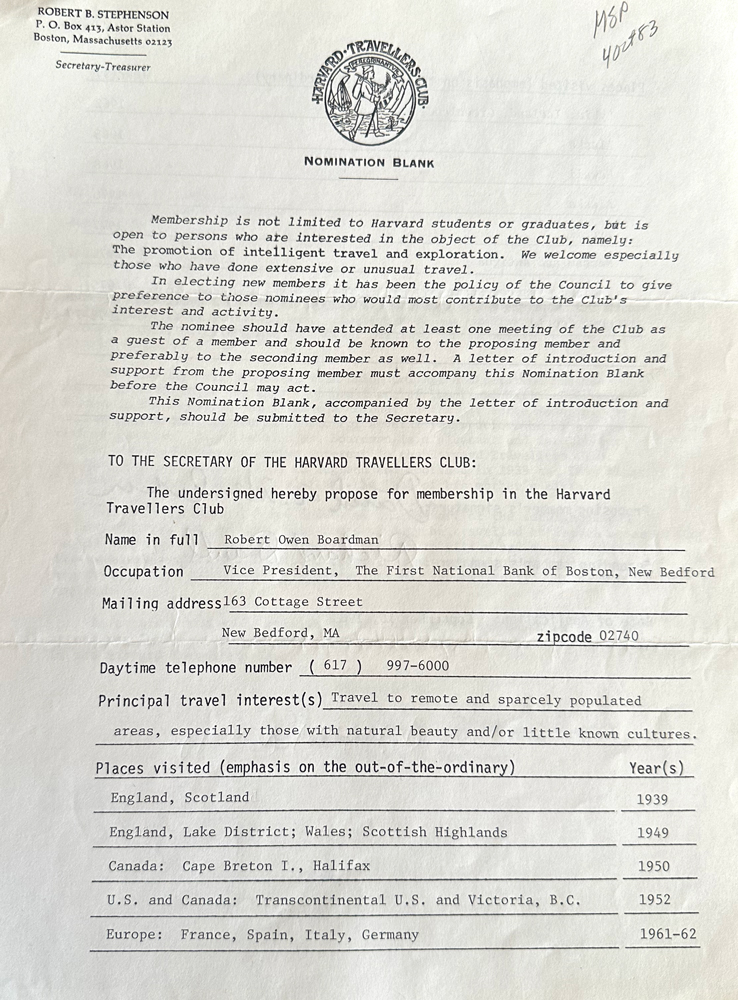 ROBERT B. STEPHENSON
P. O. Box 413, Astor Station
Boston, Massachusetts 02123
Secretary-Treasurer
MSP
4Oct83
HARVARD·TRAVELLERS·CLUB·
NOMINATION BLANK
Membership is not limited to Harvard students or graduates, but is
open to persons who are interested in the object of the Club, namely:
The promotion of intelligent travel and exploration. We welcome especially
those who have done extensive or unusual travel.
In electing new members it has been the policy of the Council to give
preference to those nominees who would most contribute to the Club's
interest and activity.
The nominee should have attended at least one meeting of the Club as
a guest of a member and should be known to the proposing member and
preferably to the seconding member as well. A letter of introduction and
support from the proposing member must accompany this Nomination Blank
before the Council may act.
This Nomination Blank, accompanied by the letter of introduction and
support, should be submitted to the Secretary.
TO THE SECRETARY OF THE HARVARD TRAVELLERS CLUB:
The undersigned hereby propose for membership in the Harvard
Travellers Club
Name in full Robert Owen Boardman
Occupation Vice President, The First National Bank of Boston, New Bedford
Mailing address 163 Cottage Street
New Bedford, MA zipcode 02740
Daytime telephone number ( 617 ) 997-6000
Principal travel interest(s) Travel to remote and sparcely populated
areas, especially those with natural beauty and/or little known cultures.
Places visited (emphasis on the out-of-the-ordinary) Year(s)
England, Scotland 1939
England, Lake District; Wales; Scottish Highlands 1949
Canada: Cape Breton I., Halifax 1950
U.S. and Canada: Transcontinental U.S. and Victoria, B.C. 1952
Europe: France, Spain, Italy, Germany 1961-62